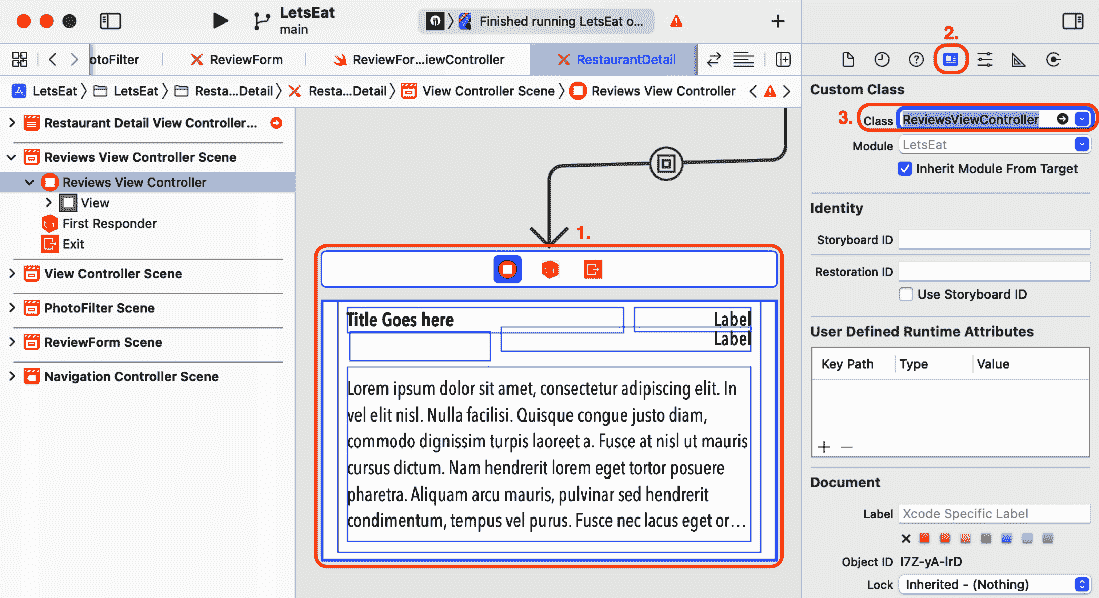 LetsEat
main
Finished running LetsEat o...
otoFilter
ReviewForm
ReviewFor...iewController
RestaurantDetail
2.
LetsEat
LetsEat
Resta...Detail
Resta...Detail
View Controller Scene
Reviews View Controller
Custom Class
3.
Class
ReviewsViewController
Module
LetsEat
Inherit Module From Target
Restaurant Detail View Controller...
Reviews View Controller Scene
Reviews View Controller
View
First Responder
Exit
View Controller Scene
PhotoFilter Scene
ReviewForm Scene
Navigation Controller Scene
1.
Title Goes here
Label
Label
Lorem ipsum dolor sit amet, consectetur adipiscing elit. In
vel elit nisl. Nulla facilisi. Quisque congue justo diam,
commodo dignissim turpis laoreet a. Fusce at nisl ut mauris
cursus dictum. Nam hendrerit lorem eget tortor posuere
pharetra. Aliquam arcu mauris, pulvinar sed hendrerit
condimentum, tempus vel purus. Fusce nec lacus eget or...
Identity
Storyboard ID
Restoration ID
Use Storyboard ID
User Defined Runtime Attributes
Key Path
Type
Value
Document
Label
Xcode Specific Label
Object ID
I7Z-yA-IrD
Lock
Inherited - (Nothing)